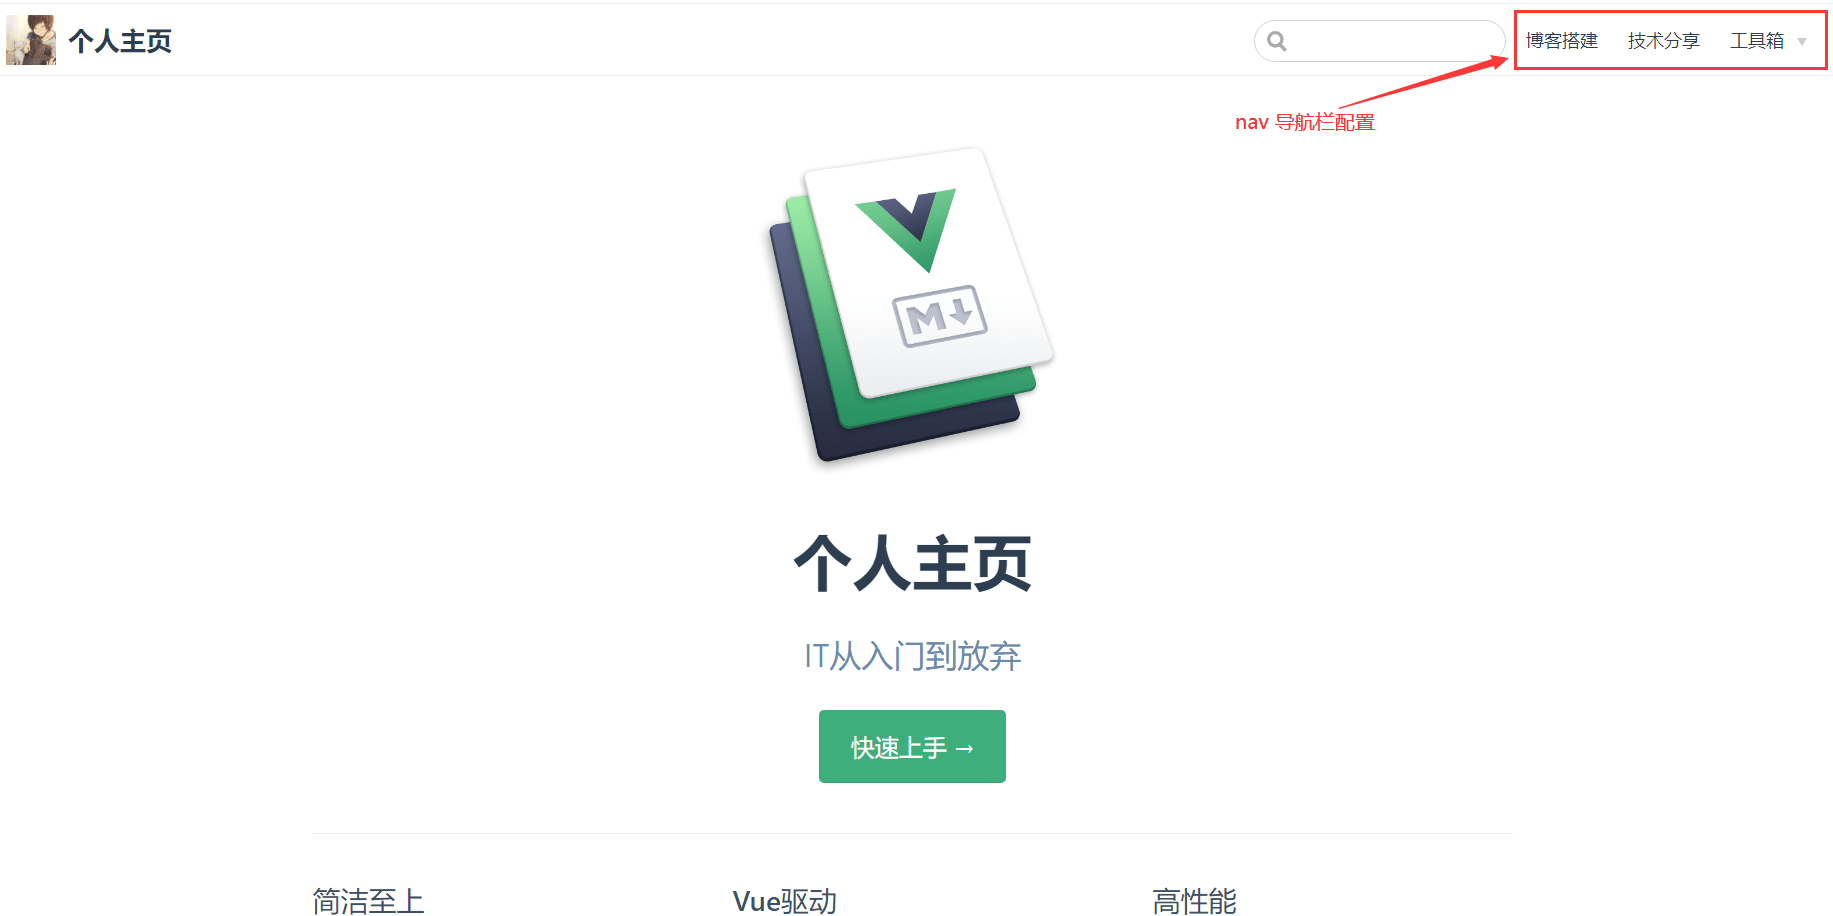 个人主页
博客搭建 技术分享 工具箱
nav 导航栏配置
M
个人主页
IT从入门到放弃
快速上手 →
简洁至上 Vue驱动 高性能